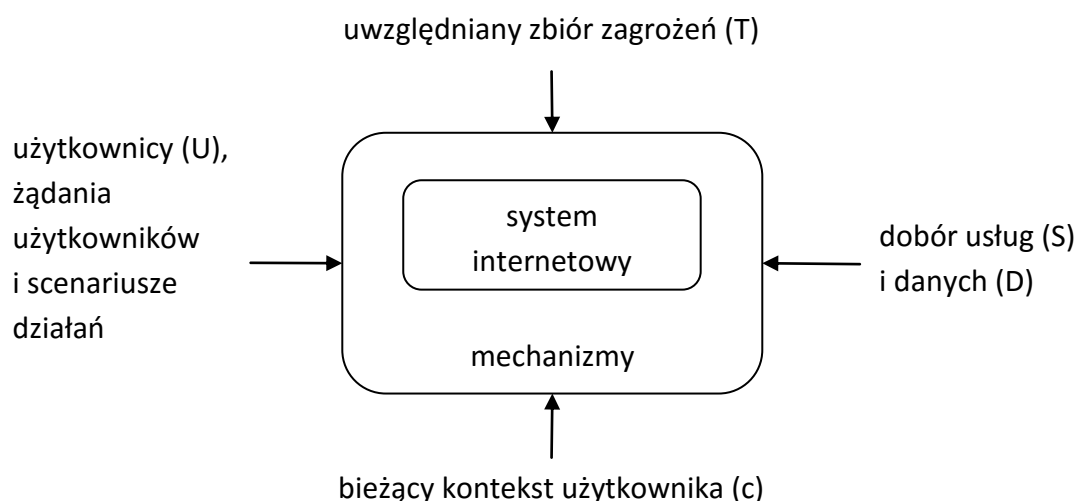 uwzględniany zbiór zagrożeń (T)
użytkownicy (U),
żądania
użytkowników
i scenariusze
działań
system
internetowy
mechanizmy
dobór usług (S)
i danych (D)
bieżący kontekst użytkownika (c)